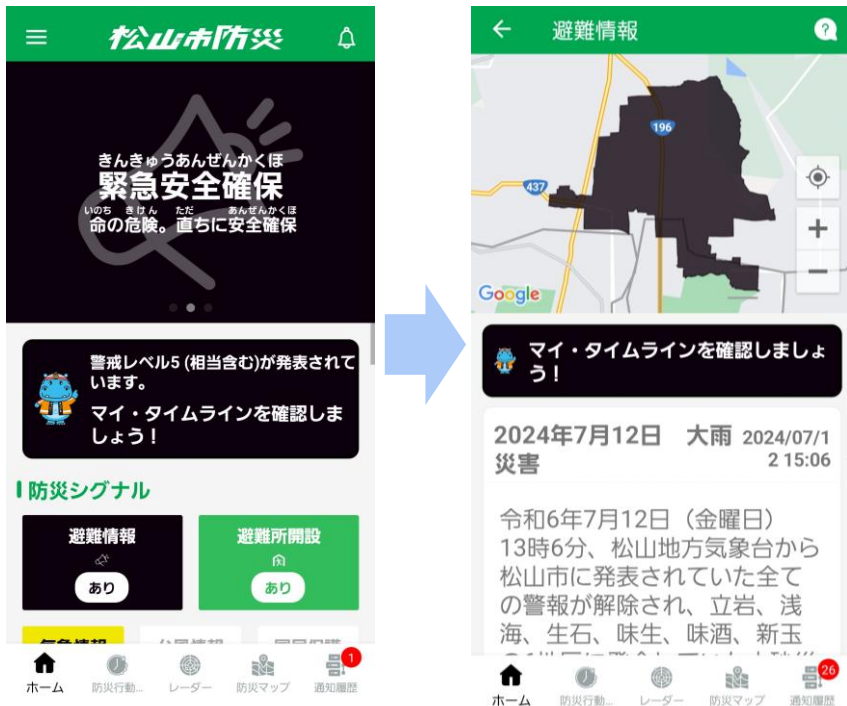 松山市防災
きんきゅうあんぜんかくほ
緊急安全確保
いのち きけん ただ あんぜんかくほ
命の危険。直ちに安全確保
警戒レベル5 (相当含む)が発表されて
います。
マイ・タイムラインを確認しま
しょう！
防災シグナル
避難情報
あり
避難所開設
あり
ホーム
防災行動...
レーダー
防災マップ
1
通知履歴
避難情報
?
196
437
+
−
Google
マイ・タイムラインを確認しましょ
う！
2024年7月12日 大雨
災害
2024/07/1
2 15:06
令和6年7月12日（金曜日）
13時6分、松山地方気象台から
松山市に発表されていた全て
の警報が解除され、立岩、浅
海、生石、味生、味酒、新玉
ホーム
防災行動...
レーダー
防災マップ
26
通知履歴